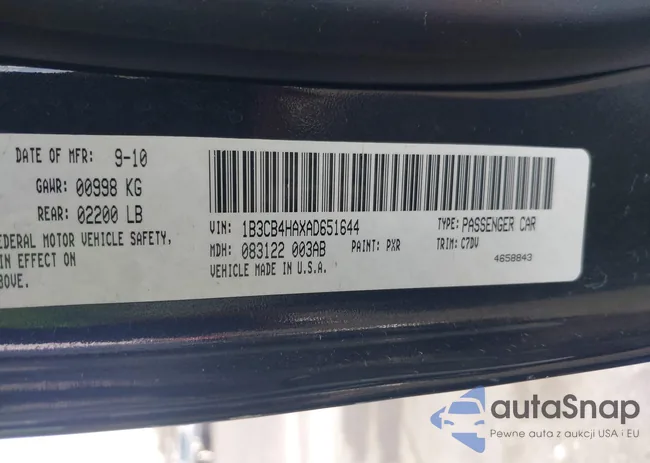 DATE OF MFR: 9-10
GAWR: 00998 KG
REAR: 02200 LB
EDERAL MOTOR VEHICLE SAFETY,
IN EFFECT ON
BOVE.
VIN: 1B3CB4HAXAD651644
TYPE: PASSENGER CAR
MDH: 083122 003AB
PAINT: PXR
TRIM: C7DV
VEHICLE MADE IN U.S.A.
4658843
autoSnap
Pewne auta z aukcji USA i EU